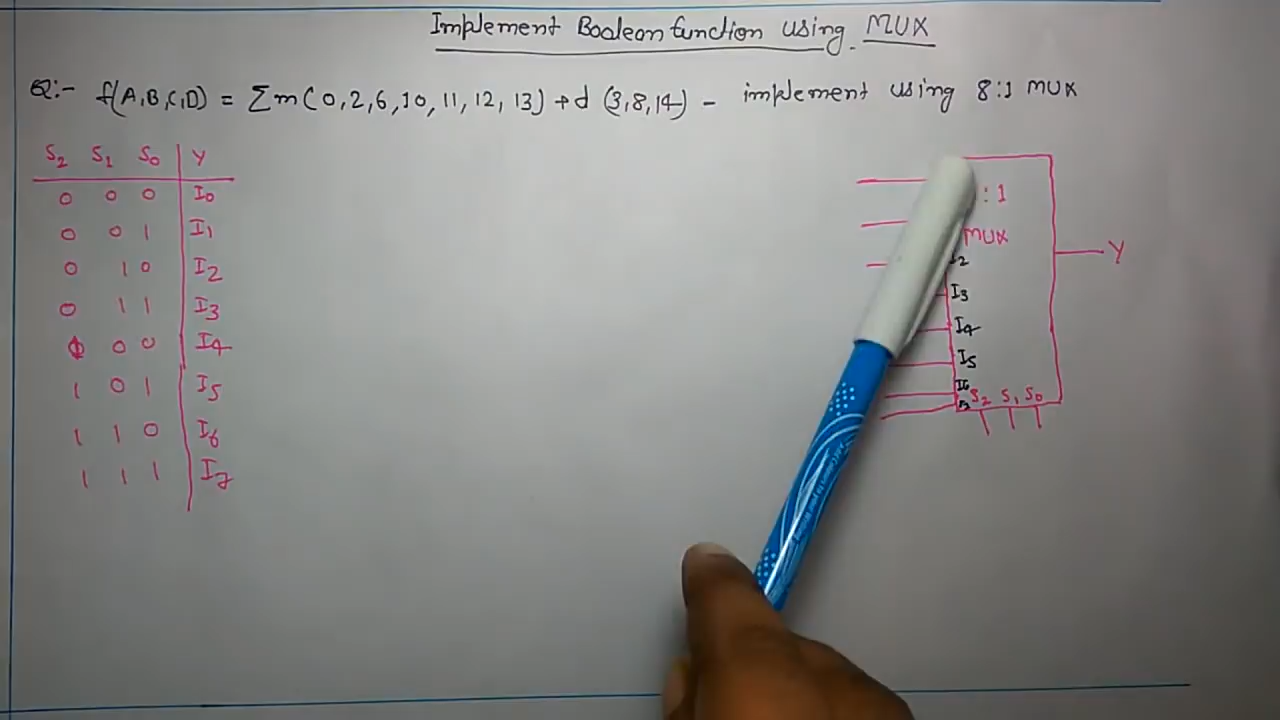 Implement Boolean function using MUX
Q:- f(A,B,C,D) = Σm(0,2,6,10,11,12,13)+d (3,8,14) - implement using 8:1 MUX
S2 S1 S0 Y
0 0 0 I0
0 0 1 I1
0 1 0 I2
0 1 1 I3
1 0 0 I4
1 0 1 I5
1 1 0 I6
1 1 1 I7
:1
MUX
Y
I2
I3
I4
I5
I6
I7
S2 S1 S0